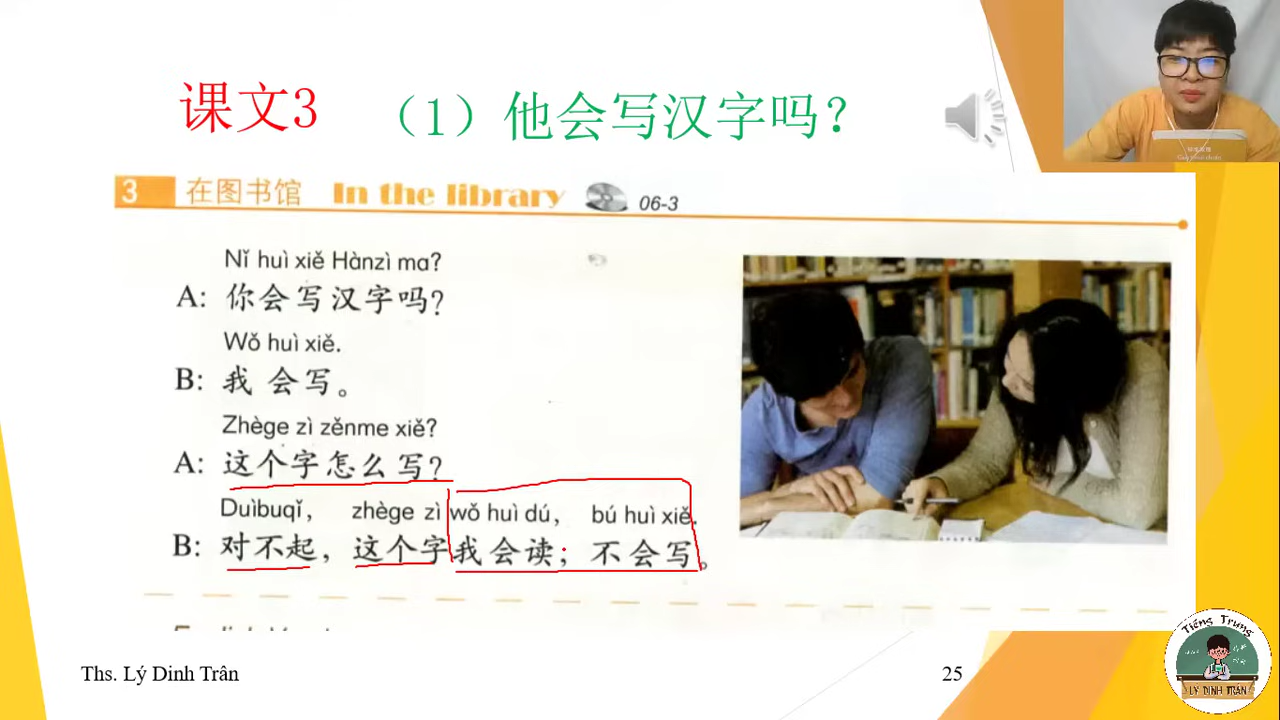 课文3
（1）他会写汉字吗？
3 在图书馆 In the library 06-3
Nǐ huì xiě Hànzì ma?
A: 你会写汉字吗?
Wǒ huì xiě.
B: 我 会写。
Zhège zì zěnme xiě?
A: 这个字怎么写?
Duìbuqǐ, zhège zì wǒ huì dú, bú huì xiě.
B: 对不起, 这个字我会读; 不会写。
Ths. Lý Dinh Trân
25
Tiếng Trung
LÝ DINH TRÂN